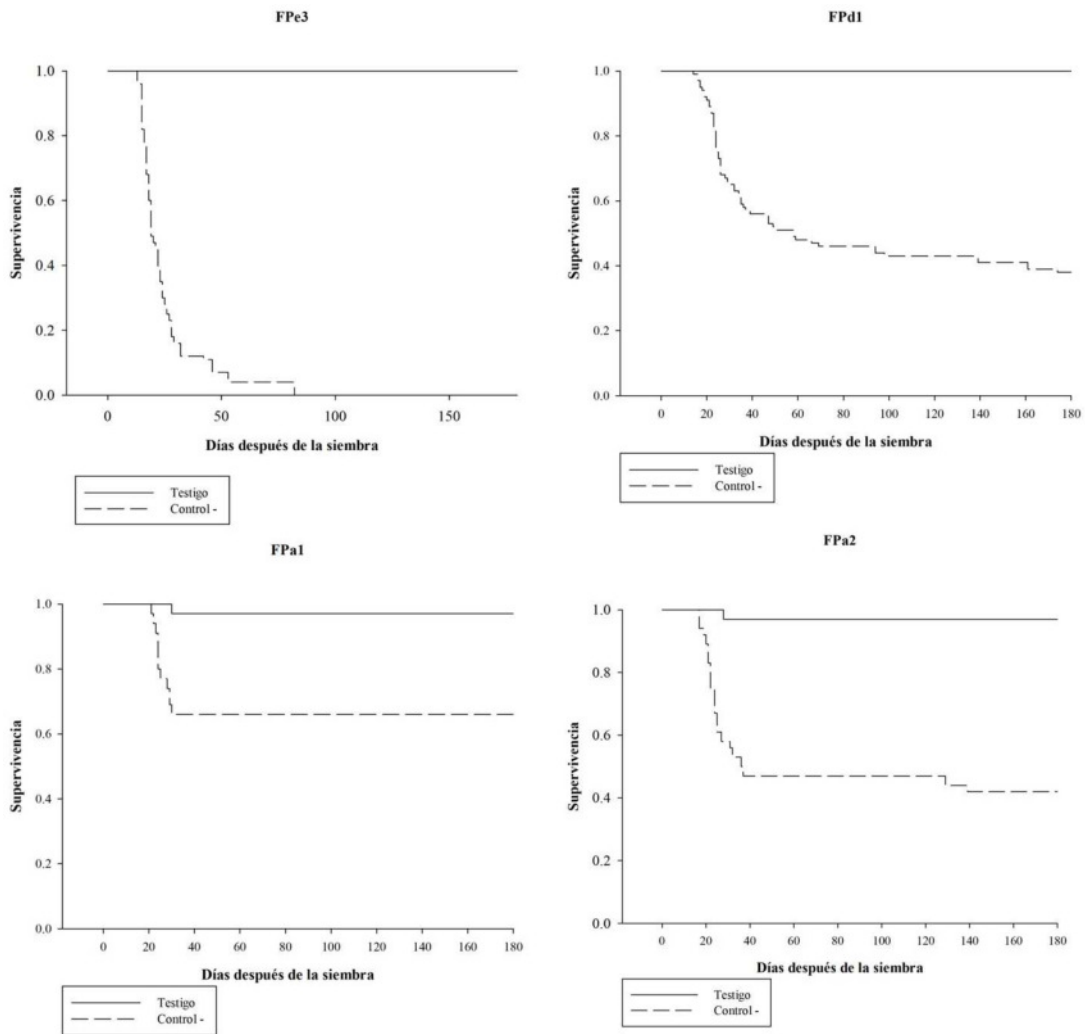 FPe3
1.0
0.8
0.6
0.4
0.2
0.0
Supervivencia
0 50 100 150
Días después de la siembra
Testigo
Control -
FPd1
1.0
0.8
0.6
0.4
0.2
0.0
Supervivencia
0 20 40 60 80 100 120 140 160 180
Días después de la siembra
Testigo
Control -
FPa1
1.0
0.8
0.6
0.4
0.2
0.0
Supervivencia
0 20 40 60 80 100 120 140 160 180
Días después de la siembra
Testigo
Control -
FPa2
1.0
0.8
0.6
0.4
0.2
0.0
Supervivencia
0 20 40 60 80 100 120 140 160 180
Días después de la siembra
Testigo
Control -